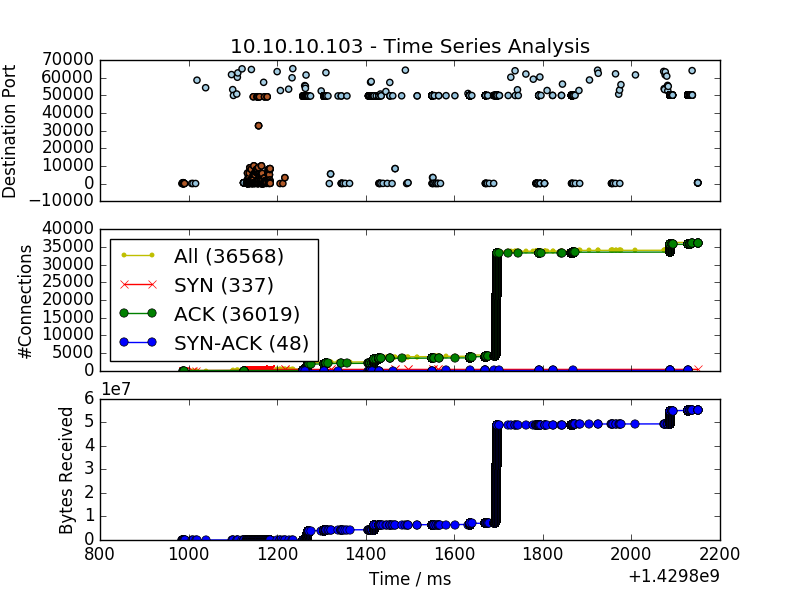 10.10.10.103 - Time Series Analysis
Destination Port
70000
60000
50000
40000
30000
20000
10000
0
−10000
#Connections
40000
35000
30000
25000
20000
15000
10000
5000
0
All (36568)
SYN (337)
ACK (36019)
SYN-ACK (48)
1e7
Bytes Received
6
5
4
3
2
1
0
800 1000 1200 1400 1600 1800 2000 2200
Time / ms
+1.4298e9